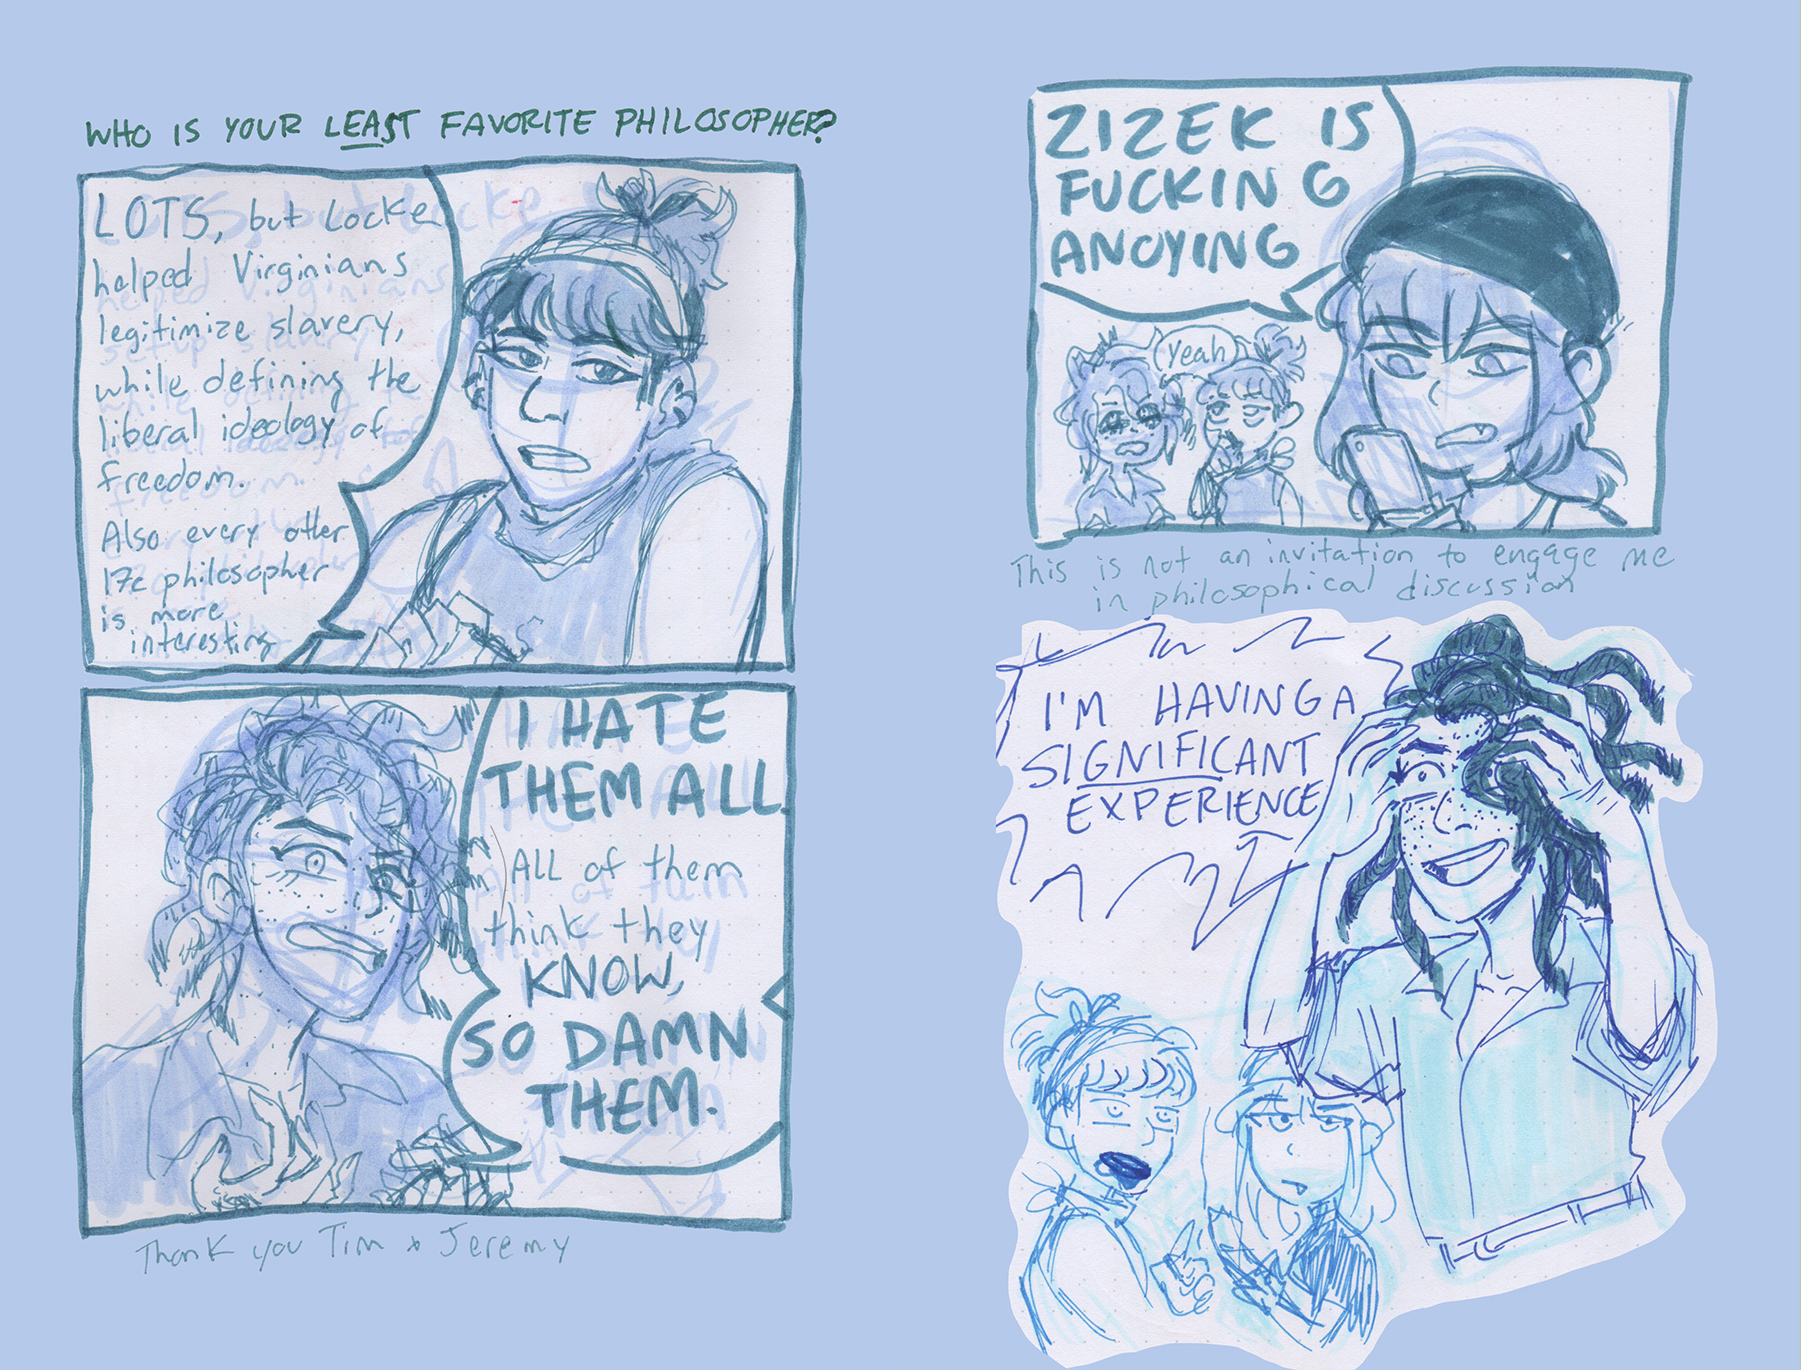 WHO IS YOUR LEAST FAVORITE PHILOSOPHER?
LOTS, but Locke
helped Virginians
legitimize slavery,
while defining the
liberal ideology of
freedom.
Also every other
17c philosopher
is more
interesting
I HATE
THEM ALL.
ALL of them
think they
KNOW,
SO DAMN
THEM.
Thank you Tim & Jeremy
ZIZEK IS
FUCKING
ANOYING
Yeah
This is not an invitation to engage me
in philosophical discussion
I'M HAVING A
SIGNIFICANT
EXPERIENCE